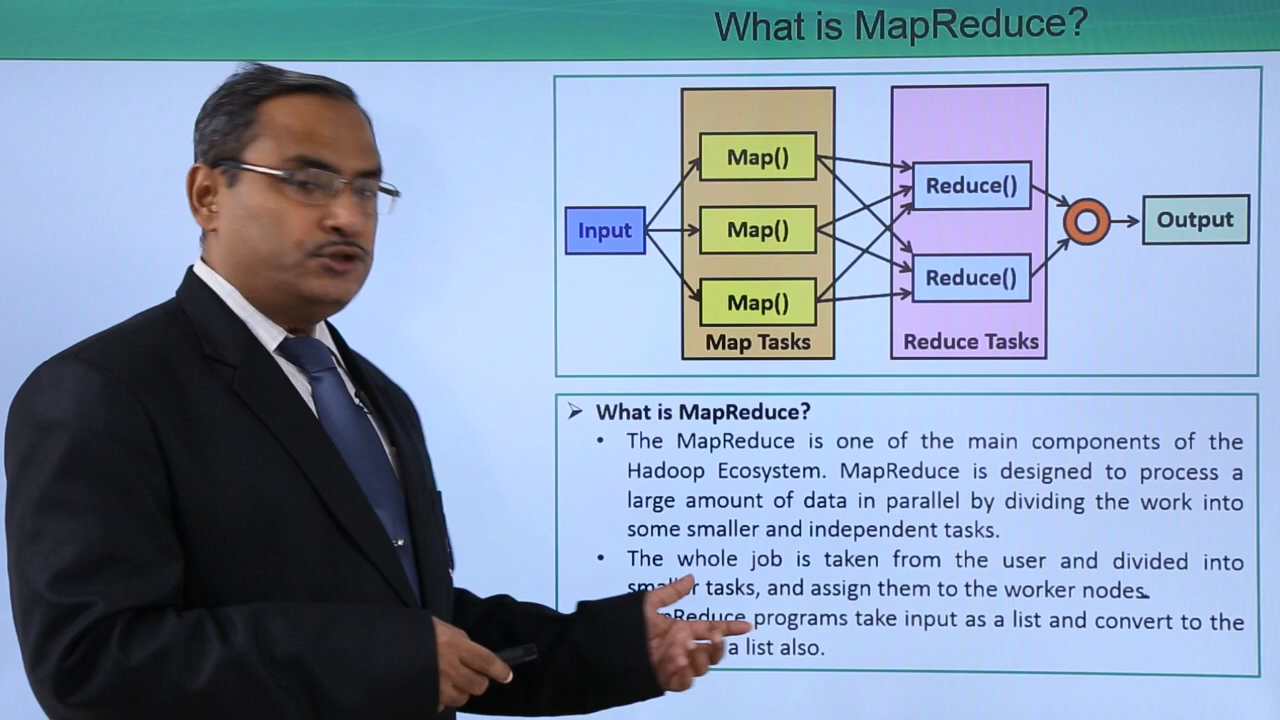 What is MapReduce?
Map()
Map()
Map()
Map Tasks
Input
Reduce()
Reduce()
Reduce Tasks
Output
➢ What is MapReduce?
• The MapReduce is one of the main components of the
Hadoop Ecosystem. MapReduce is designed to process a
large amount of data in parallel by dividing the work into
some smaller and independent tasks.
• The whole job is taken from the user and divided into
tasks, and assign them to the worker nodes.
programs take input as a list and convert to the
a list also.